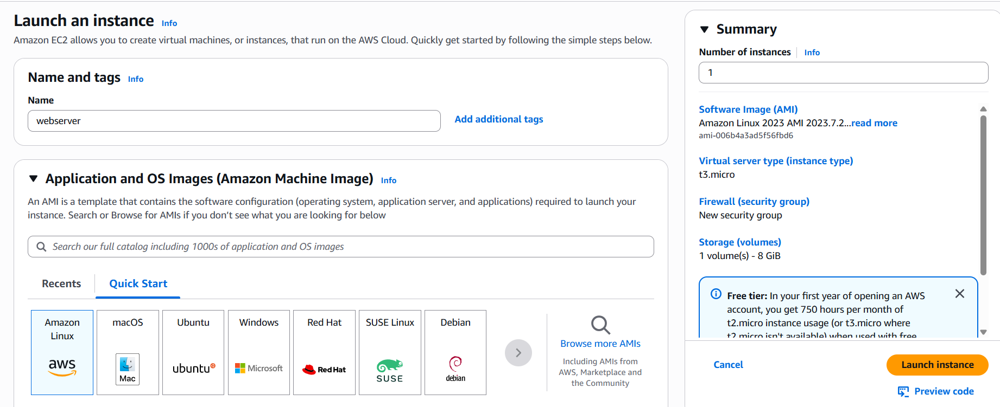 Launch an instance Info
Amazon EC2 allows you to create virtual machines, or instances, that run on the AWS Cloud. Quickly get started by following the simple steps below.
Name and tags Info
Name
webserver
Add additional tags
Application and OS Images (Amazon Machine Image) Info
An AMI is a template that contains the software configuration (operating system, application server, and applications) required to launch your
instance. Search or Browse for AMIs if you don’t see what you are looking for below
Search our full catalog including 1000s of application and OS images
Recents
Quick Start
Amazon
Linux
aws
macOS
Mac
Ubuntu
ubuntu
Windows
Microsoft
Red Hat
Red Hat
SUSE Linux
SUSE
Debian
debian
Browse more AMIs
Including AMIs from
AWS, Marketplace and
the Community
Summary
Number of instances Info
1
Software Image (AMI)
Amazon Linux 2023 AMI 2023.7.2...read more
ami-006b4a3ad5f56fbd6
Virtual server type (instance type)
t3.micro
Firewall (security group)
New security group
Storage (volumes)
1 volume(s) - 8 GiB
Free tier: In your first year of opening an AWS
account, you get 750 hours per month of
t2.micro instance usage (or t3.micro where
t2.micro isn't available) when used with free
Cancel
Launch instance
Preview code